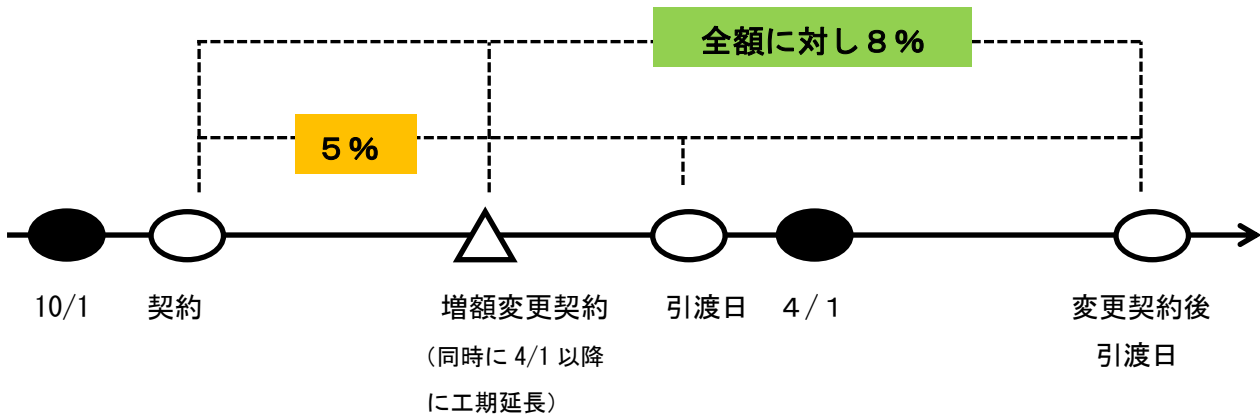 全額に対し８％
５％
10/1
契約
増額変更契約
（同時に 4/1 以降
に工期延長）
引渡日
４/１
変更契約後
引渡日